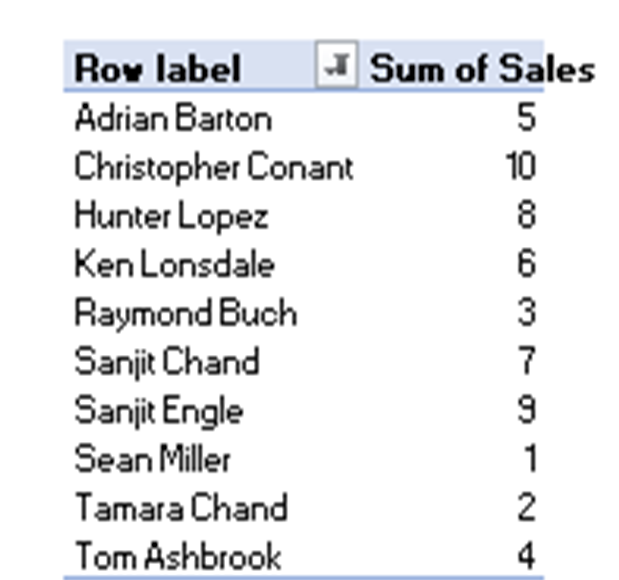 Row label Sum of Sales
Adrian Barton 5
Christopher Conant 10
Hunter Lopez 8
Ken Lonsdale 6
Raymond Buch 3
Sanjit Chand 7
Sanjit Engle 9
Sean Miller 1
Tamara Chand 2
Tom Ashbrook 4